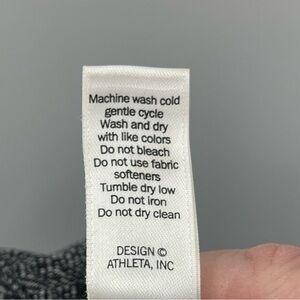 Machine wash cold
gentle cycle
Wash and dry
with like colors
Do not bleach
Do not use fabric
softeners
Tumble dry low
Do not iron
Do not dry clean
DESIGN ©
ATHLETA, INC